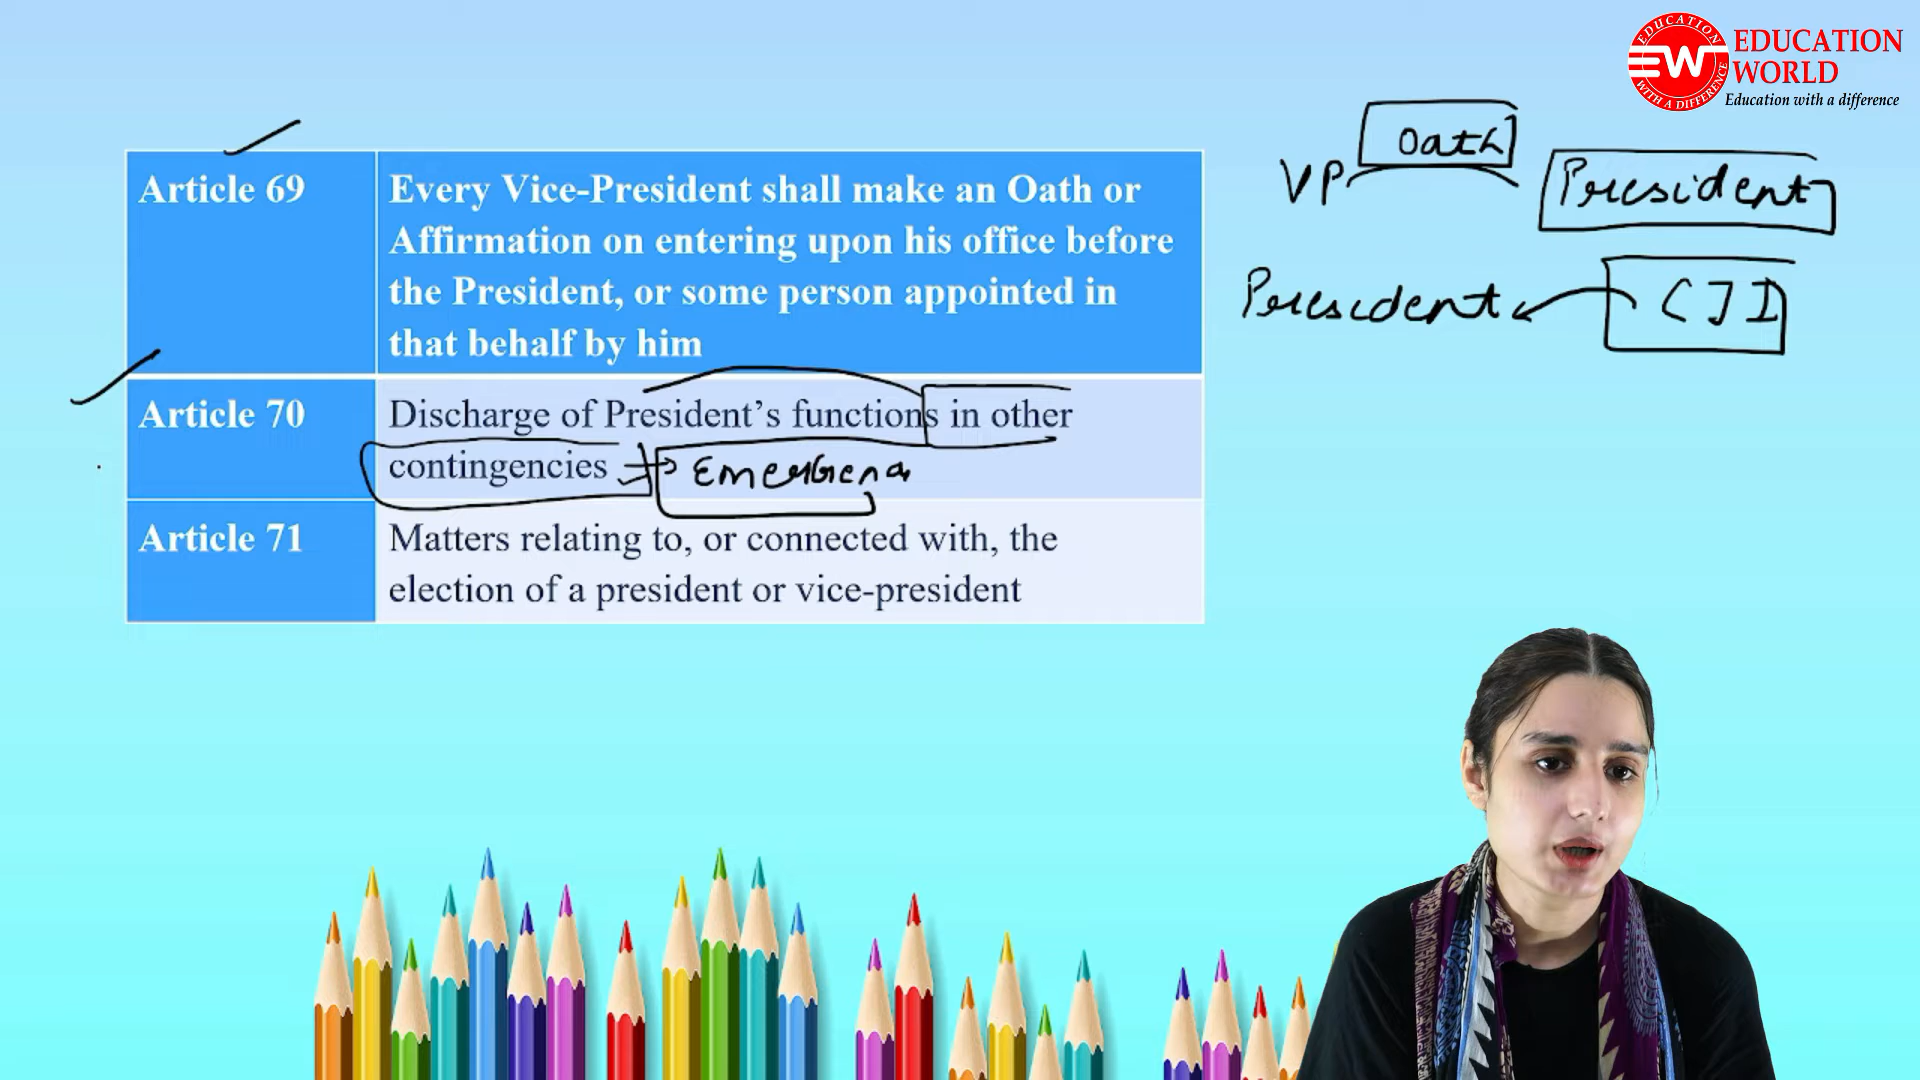 EDUCATION
WITH A DIFFERENCE
EW
EDUCATION
WORLD
Education with a difference
Article 69
Every Vice-President shall make an Oath or
Affirmation on entering upon his office before
the President, or some person appointed in
that behalf by him
Article 70
Discharge of President’s functions in other
contingencies
Article 71
Matters relating to, or connected with, the
election of a president or vice-president
VP Oath President
President CJI